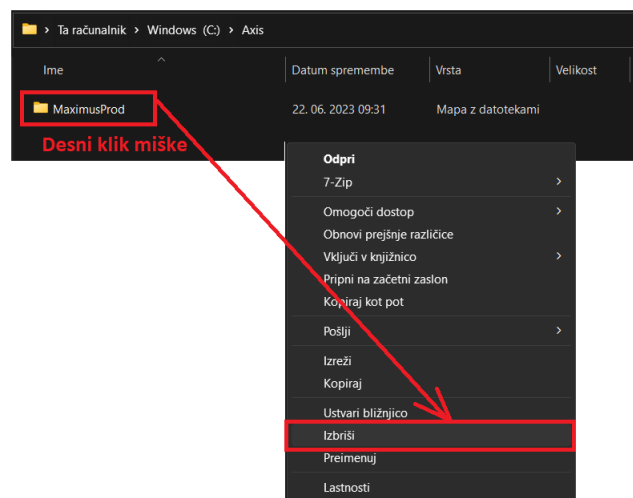 Ta računalnik > Windows (C:) > Axis
Ime Datum spremembe Vrsta Velikost
MaximusProd 22. 06. 2023 09:31 Mapa z datotekami
Desni klik miške
Odpri
7-Zip
Omogoči dostop
Obnovi prejšnje različice
Vključi v knjižnico
Pripni na začetni zaslon
Kopiraj kot pot
Pošlji
Izreži
Kopiraj
Ustvari bližnjico
Izbriši
Preimenuj
Lastnosti